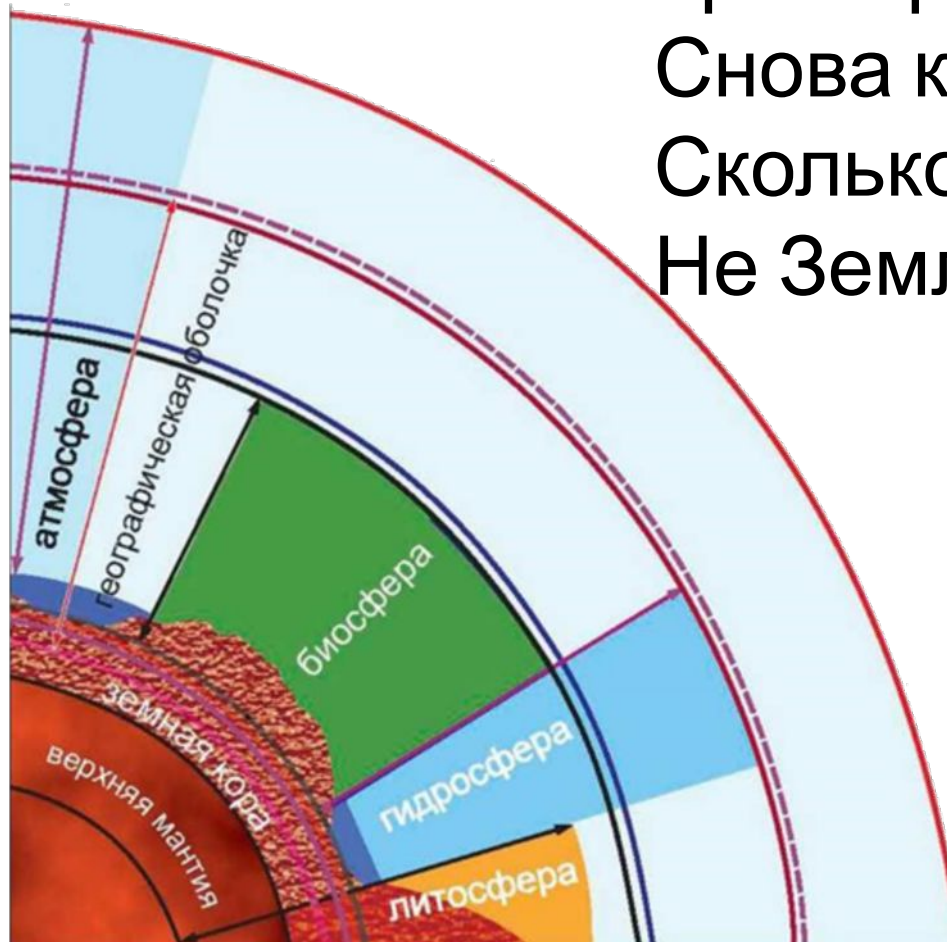 Снова к
Сколько
Не Земл
географическая оболочка
атмосфера
биосфера
земная кора
гидросфера
верхняя мантия
литосфера